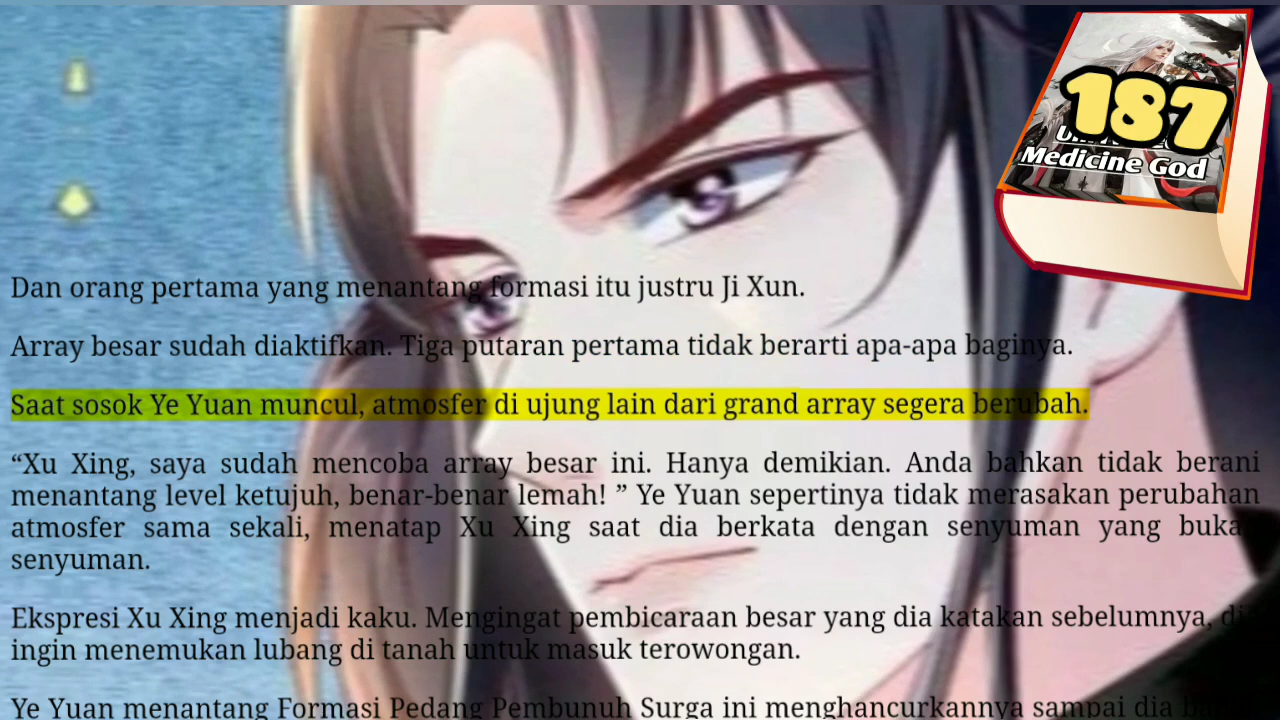 187
Medicine God
Dan orang pertama yang menantang formasi itu justru Ji Xun.
Array besar sudah diaktifkan. Tiga putaran pertama tidak berarti apa-apa baginya.
Saat sosok Ye Yuan muncul, atmosfer di ujung lain dari grand array segera berubah.
“Xu Xing, saya sudah mencoba array besar ini. Hanya demikian. Anda bahkan tidak berani
menantang level ketujuh, benar-benar lemah! ” Ye Yuan sepertinya tidak merasakan perubahan
atmosfer sama sekali, menatap Xu Xing saat dia berkata dengan senyuman yang
senyuman.
Ekspresi Xu Xing menjadi kaku. Mengingat pembicaraan besar yang dia katakan sebelumnya,
ingin menemukan lubang di tanah untuk masuk terowongan.
Ye Yuan menantang Formasi Pedang Pembunuh Surga ini menghancurkannya sampai dia